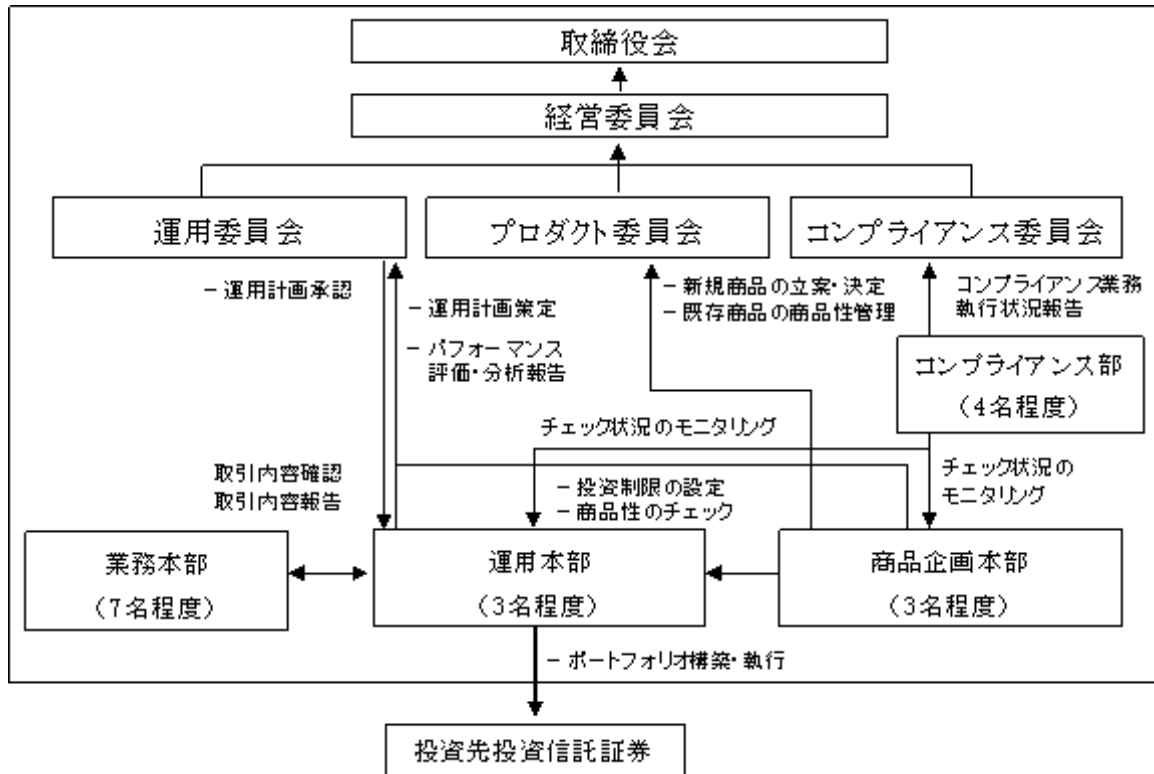 取締役会
経営委員会
運用委員会
プロダクト委員会
コンプライアンス委員会
－運用計画承認
－運用計画策定
－パフォーマンス
評価・分析報告
－新規商品の立案・決定
－既存商品の商品性管理
コンプライアンス業務
執行状況報告
コンプライアンス部
（4名程度）
チェック状況のモニタリング
チェック状況の
モニタリング
取引内容確認
取引内容報告
－投資制限の設定
－商品性のチェック
業務本部
（7名程度）
運用本部
（3名程度）
商品企画本部
（3名程度）
－ポートフォリオ構築・執行
投資先投資信託証券